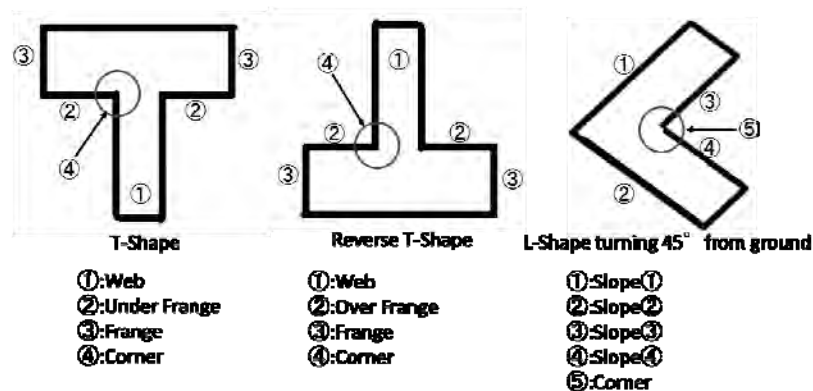 ③ ③
② ②
④
①
T-Shape
①:Web
②:Under Frange
③:Frange
④:Corner
④
①
② ②
③ ③
Reverse T-Shape
①:Web
②:Over Frange
③:Frange
④:Corner
①
③
⑤
④
②
L-Shape turning 45° from ground
①:Slope①
②:Slope②
③:Slope③
④:Slope④
⑤:Corner